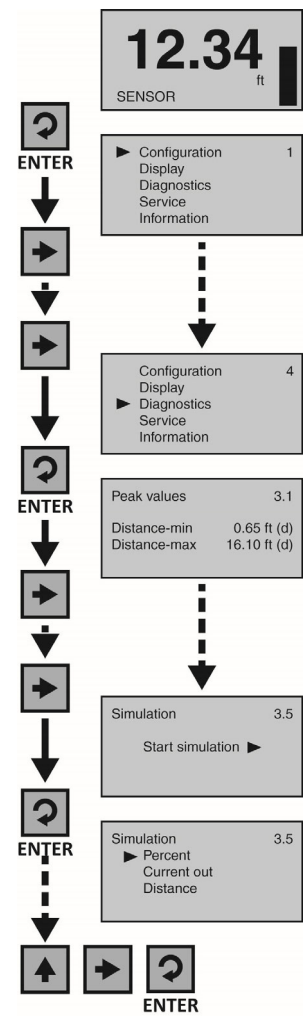 12.34
ft
SENSOR
ENTER
Configuration 1
Display
Diagnostics
Service
Information
Configuration 4
Display
Diagnostics
Service
Information
ENTER
Peak values 3.1
Distance-min 0.65 ft (d)
Distance-max 16.10 ft (d)
Simulation 3.5
Start simulation
ENTER
Simulation 3.5
Percent
Current out
Distance
ENTER